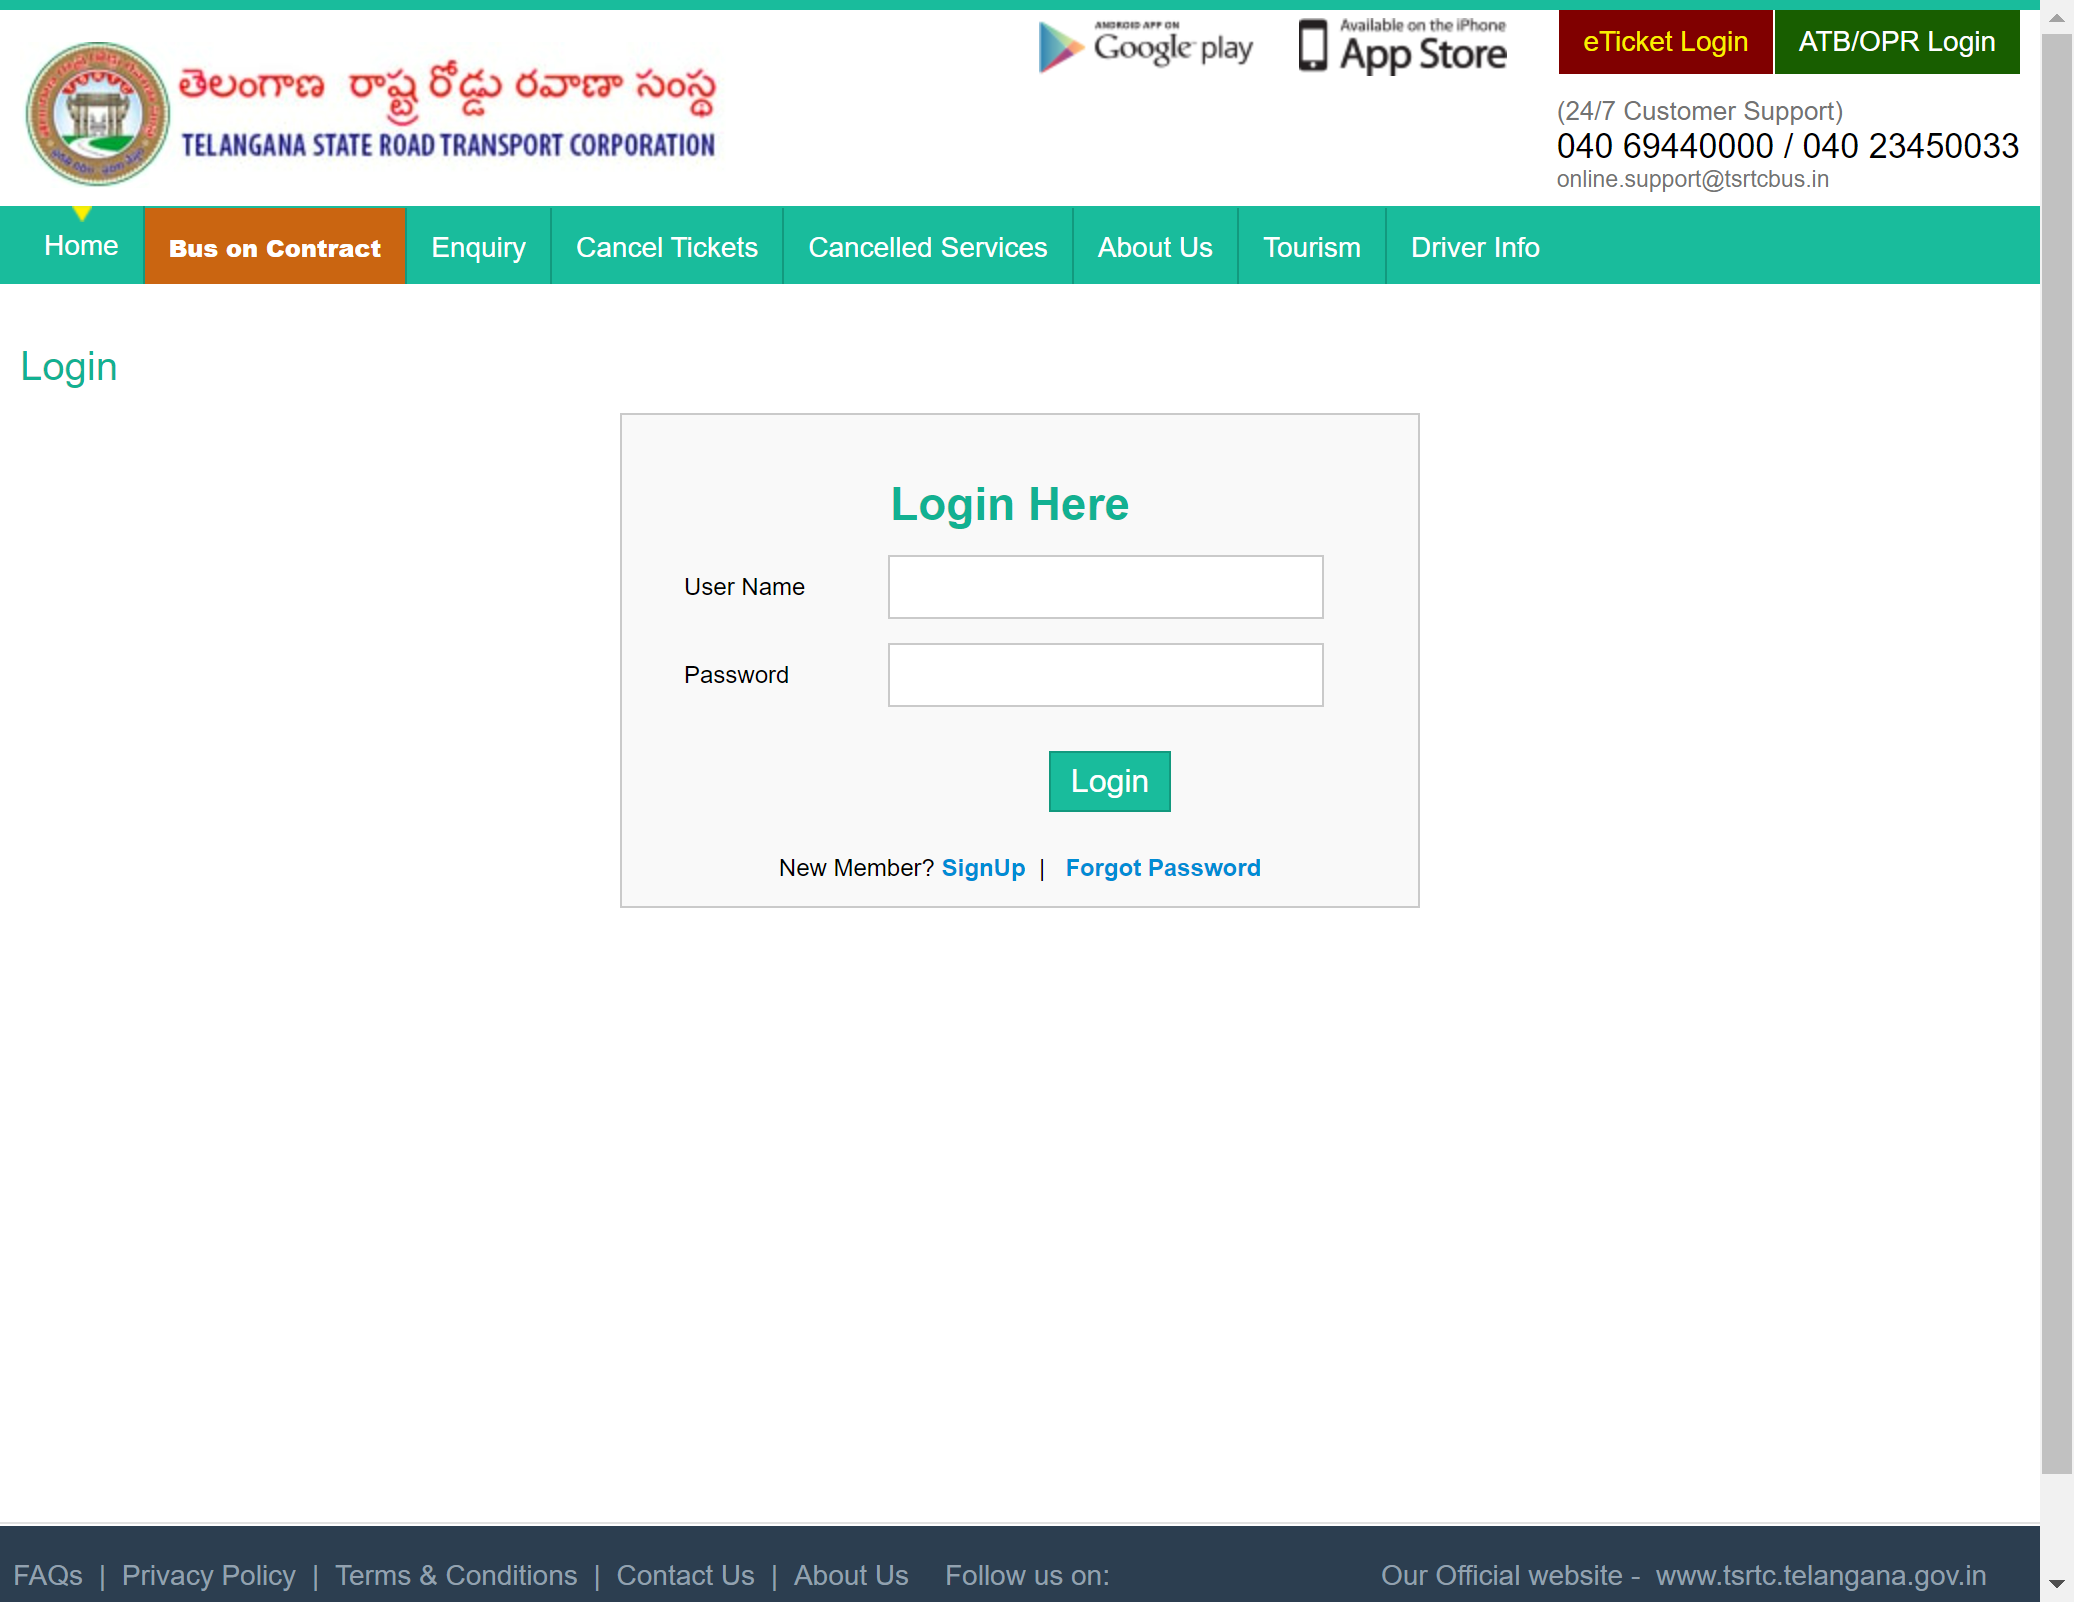 ANDROID APP ON
Google play
Available on the iPhone
App Store
eTicket Login
ATB/OPR Login
తెలంగాణ రాష్ట్ర రోడ్డు రవాణా సంస్థ
TELANGANA STATE ROAD TRANSPORT CORPORATION
(24/7 Customer Support)
040 69440000 / 040 23450033
online.support@tsrtcbus.in
Home
Bus on Contract
Enquiry
Cancel Tickets
Cancelled Services
About Us
Tourism
Driver Info
Login
Login Here
User Name
Password
Login
New Member? SignUp | Forgot Password
FAQs | Privacy Policy | Terms & Conditions | Contact Us | About Us Follow us on:
Our Official website - www.tsrtc.telangana.gov.in